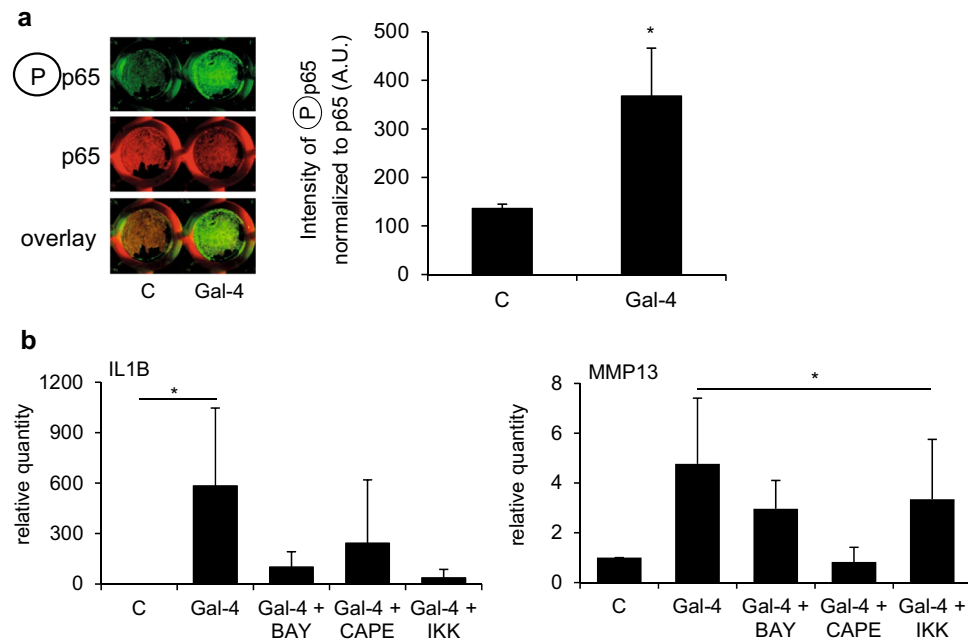 a
P p65
p65
overlay
C Gal-4
Intensity of P p65
normalized to p65 (A.U.)
500
400
300
200
100
0
*
C Gal-4
b
IL1B
relative quantity
1200
900
600
300
0
*
C Gal-4 Gal-4 + Gal-4 + Gal-4 +
BAY CAPE IKK
MMP13
relative quantity
8
6
4
2
0
*
C Gal-4 Gal-4 + Gal-4 + Gal-4 +
BAY CAPE IKK